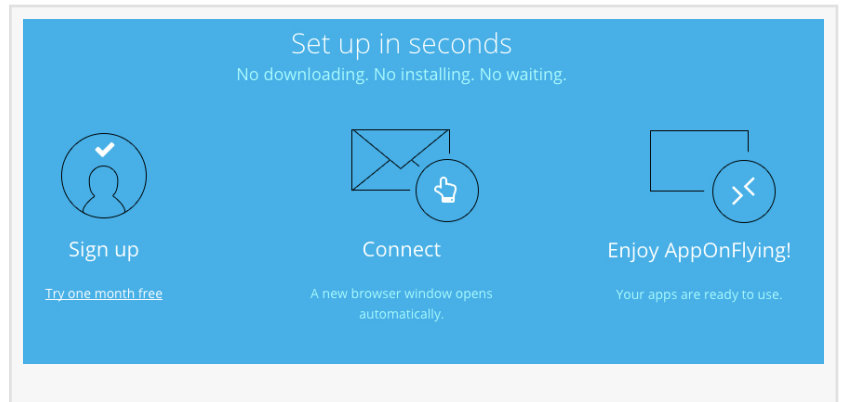 Set up in seconds
No downloading. No installing. No waiting.
Sign up
Try one month free
Connect
A new browser window opens
automatically.
Enjoy AppOnFlying!
Your apps are ready to use.